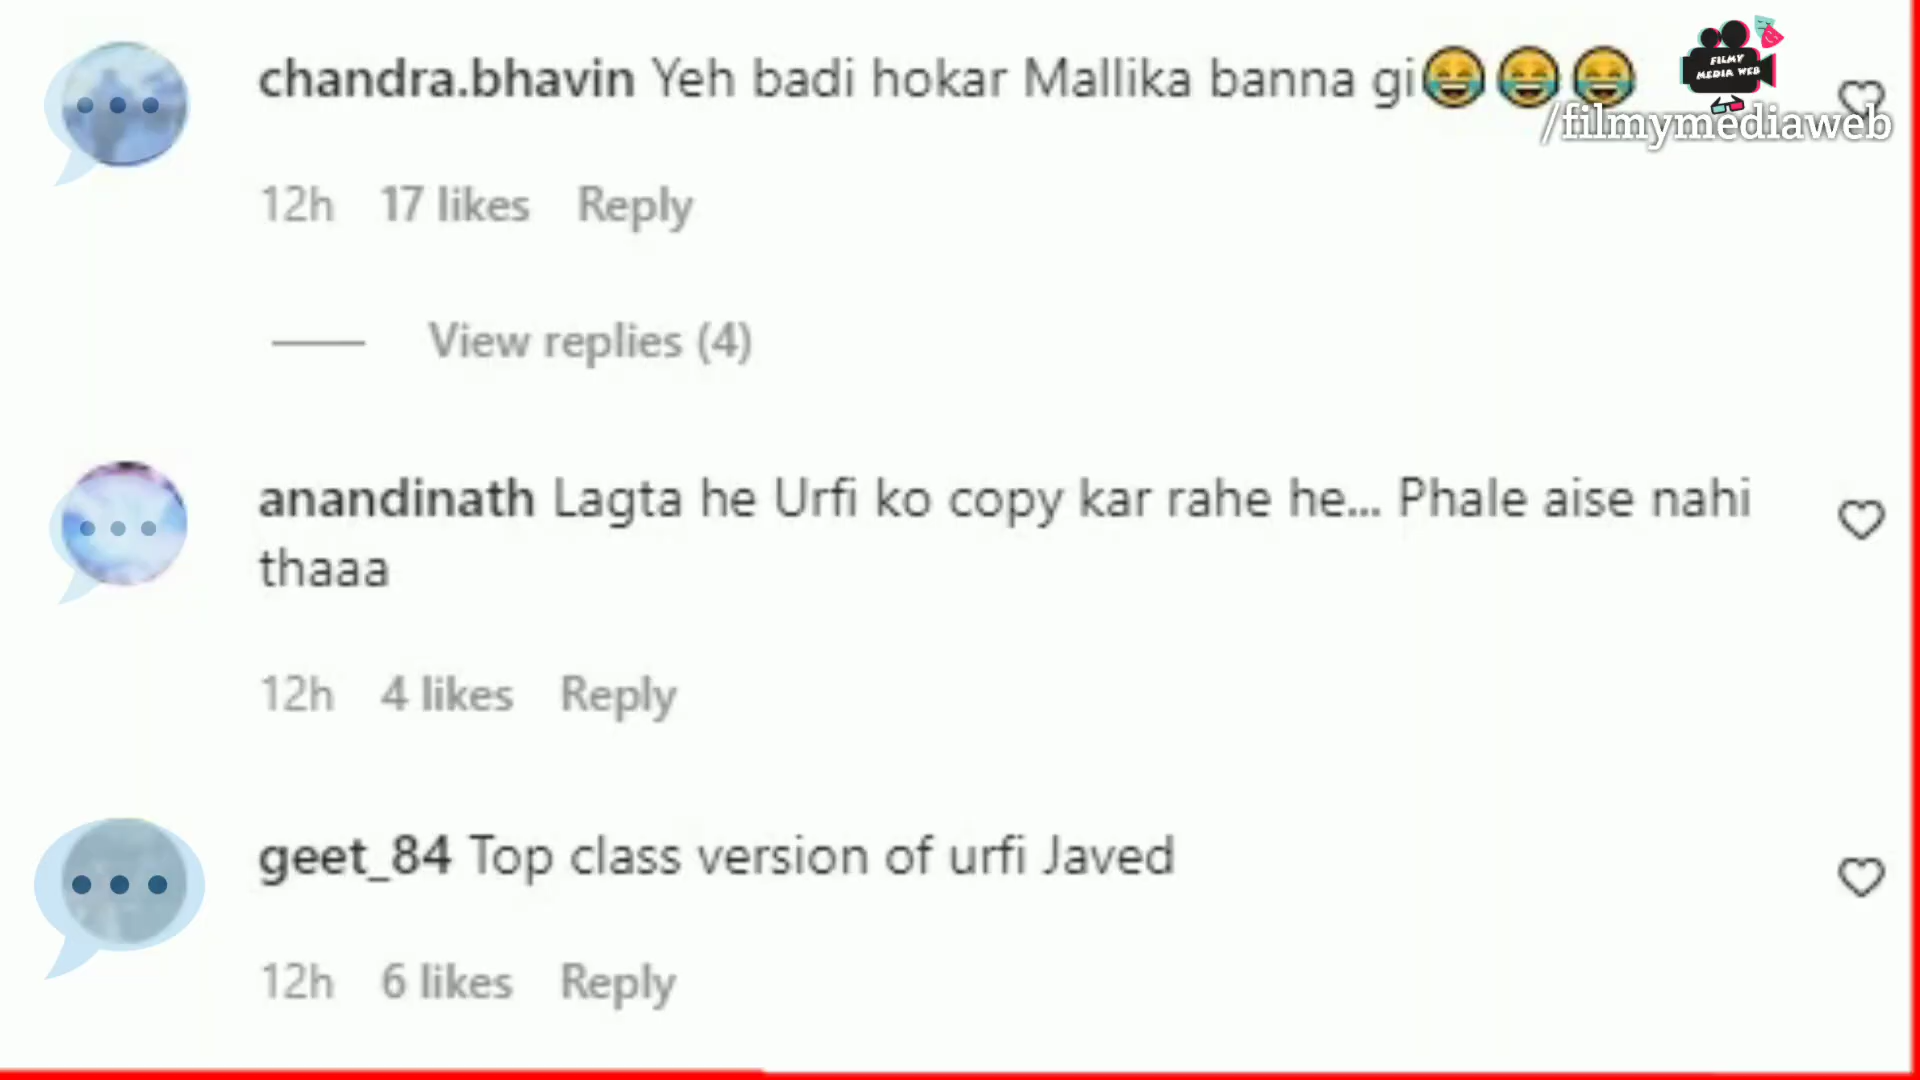 chandra.bhavin Yeh badi hokar Mallika banna gi😂😂😂
FILMY
MEDIA WEB
/filmymediaweb
12h 17 likes Reply
View replies (4)
anandinath Lagta he Urfi ko copy kar rahe he... Phale aise nahi
thaaa
12h 4 likes Reply
geet_84 Top class version of urfi Javed
12h 6 likes Reply